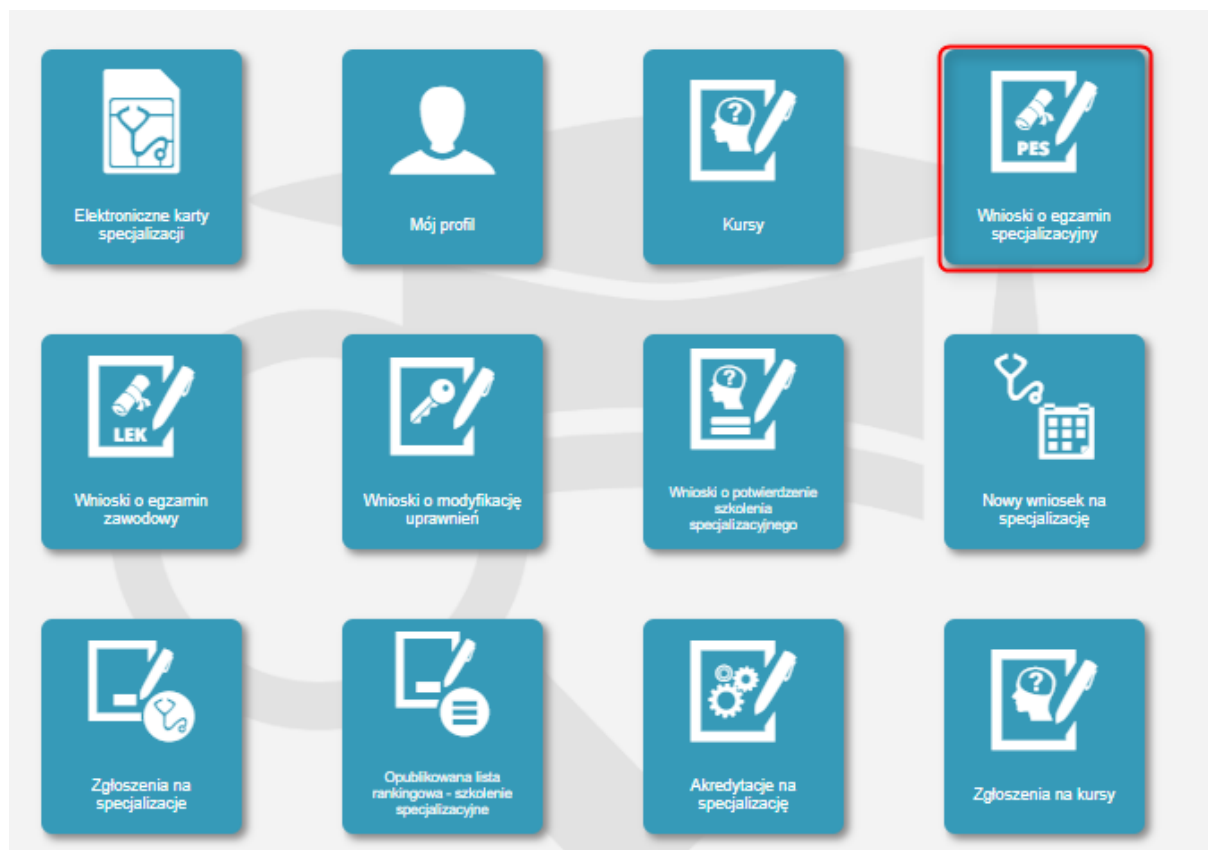 Elektroniczne karty
specjalizacji
Mój profil
?
Kursy
PES
Wnioski o egzamin
specjalizacyjny
LEK
Wnioski o egzamin
zawodowy
Wnioski o modyfikację
uprawnień
?
Wnioski o potwierdzenie
szkolenia
specjalizacyjnego
Nowy wniosek na
specjalizację
Zgłoszenia na
specjalizacje
Opublikowana lista
rankingowa - szkolenie
specjalizacyjne
Akredytacje na
specjalizację
?
Zgłoszenia na kursy